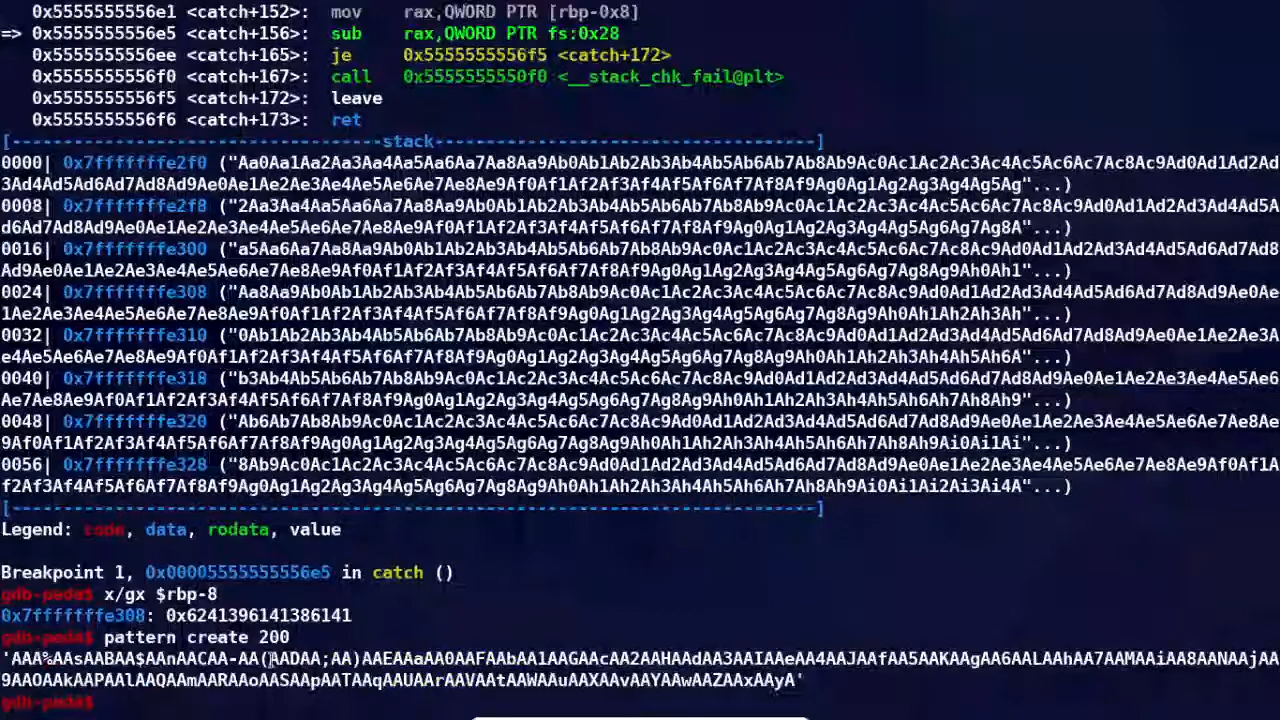 0x5555555556e1 <catch+152>: mov rax,QWORD PTR [rbp-0x8]
=> 0x5555555556e5 <catch+156>: sub rax,QWORD PTR fs:0x28
0x5555555556ee <catch+165>: je 0x5555555556f5 <catch+172>
0x5555555556f0 <catch+167>: call 0x5555555550f0 <__stack_chk_fail@plt>
0x5555555556f5 <catch+172>: leave
0x5555555556f6 <catch+173>: ret
[------------------------------------stack-------------------------------------]
0000| 0x7fffffffe2f0 ("Aa0Aa1Aa2Aa3Aa4Aa5Aa6Aa7Aa8Aa9Ab0Ab1Ab2Ab3Ab4Ab5Ab6Ab7Ab8Ab9Ac0Ac1Ac2Ac3Ac4Ac5Ac6Ac7Ac8Ac9Ad0Ad1Ad2Ad
3Ad4Ad5Ad6Ad7Ad8Ad9Ae0Ae1Ae2Ae3Ae4Ae5Ae6Ae7Ae8Ae9Af0Af1Af2Af3Af4Af5Af6Af7Af8Af9Ag0Ag1Ag2Ag3Ag4Ag5Ag"...)
0008| 0x7fffffffe2f8 ("2Aa3Aa4Aa5Aa6Aa7Aa8Aa9Ab0Ab1Ab2Ab3Ab4Ab5Ab6Ab7Ab8Ab9Ac0Ac1Ac2Ac3Ac4Ac5Ac6Ac7Ac8Ac9Ad0Ad1Ad2Ad3Ad4Ad5A
d6Ad7Ad8Ad9Ae0Ae1Ae2Ae3Ae4Ae5Ae6Ae7Ae8Ae9Af0Af1Af2Af3Af4Af5Af6Af7Af8Af9Ag0Ag1Ag2Ag3Ag4Ag5Ag6Ag7Ag8A"...)
0016| 0x7fffffffe300 ("a5Aa6Aa7Aa8Aa9Ab0Ab1Ab2Ab3Ab4Ab5Ab6Ab7Ab8Ab9Ac0Ac1Ac2Ac3Ac4Ac5Ac6Ac7Ac8Ac9Ad0Ad1Ad2Ad3Ad4Ad5Ad6Ad7Ad8
Ad9Ae0Ae1Ae2Ae3Ae4Ae5Ae6Ae7Ae8Ae9Af0Af1Af2Af3Af4Af5Af6Af7Af8Af9Ag0Ag1Ag2Ag3Ag4Ag5Ag6Ag7Ag8Ag9Ah0Ah1"...)
0024| 0x7fffffffe308 ("Aa8Aa9Ab0Ab1Ab2Ab3Ab4Ab5Ab6Ab7Ab8Ab9Ac0Ac1Ac2Ac3Ac4Ac5Ac6Ac7Ac8Ac9Ad0Ad1Ad2Ad3Ad4Ad5Ad6Ad7Ad8Ad9Ae0Ae
1Ae2Ae3Ae4Ae5Ae6Ae7Ae8Ae9Af0Af1Af2Af3Af4Af5Af6Af7Af8Af9Ag0Ag1Ag2Ag3Ag4Ag5Ag6Ag7Ag8Ag9Ah0Ah1Ah2Ah3Ah"...)
0032| 0x7fffffffe310 ("0Ab1Ab2Ab3Ab4Ab5Ab6Ab7Ab8Ab9Ac0Ac1Ac2Ac3Ac4Ac5Ac6Ac7Ac8Ac9Ad0Ad1Ad2Ad3Ad4Ad5Ad6Ad7Ad8Ad9Ae0Ae1Ae2Ae3A
e4Ae5Ae6Ae7Ae8Ae9Af0Af1Af2Af3Af4Af5Af6Af7Af8Af9Ag0Ag1Ag2Ag3Ag4Ag5Ag6Ag7Ag8Ag9Ah0Ah1Ah2Ah3Ah4Ah5Ah6A"...)
0040| 0x7fffffffe318 ("b3Ab4Ab5Ab6Ab7Ab8Ab9Ac0Ac1Ac2Ac3Ac4Ac5Ac6Ac7Ac8Ac9Ad0Ad1Ad2Ad3Ad4Ad5Ad6Ad7Ad8Ad9Ae0Ae1Ae2Ae3Ae4Ae5Ae6
Ae7Ae8Ae9Af0Af1Af2Af3Af4Af5Af6Af7Af8Af9Ag0Ag1Ag2Ag3Ag4Ag5Ag6Ag7Ag8Ag9Ah0Ah1Ah2Ah3Ah4Ah5Ah6Ah7Ah8Ah9"...)
0048| 0x7fffffffe320 ("Ab6Ab7Ab8Ab9Ac0Ac1Ac2Ac3Ac4Ac5Ac6Ac7Ac8Ac9Ad0Ad1Ad2Ad3Ad4Ad5Ad6Ad7Ad8Ad9Ae0Ae1Ae2Ae3Ae4Ae5Ae6Ae7Ae8Ae
9Af0Af1Af2Af3Af4Af5Af6Af7Af8Af9Ag0Ag1Ag2Ag3Ag4Ag5Ag6Ag7Ag8Ag9Ah0Ah1Ah2Ah3Ah4Ah5Ah6Ah7Ah8Ah9Ai0Ai1Ai"...)
0056| 0x7fffffffe328 ("8Ab9Ac0Ac1Ac2Ac3Ac4Ac5Ac6Ac7Ac8Ac9Ad0Ad1Ad2Ad3Ad4Ad5Ad6Ad7Ad8Ad9Ae0Ae1Ae2Ae3Ae4Ae5Ae6Ae7Ae8Ae9Af0Af1A
f2Af3Af4Af5Af6Af7Af8Af9Ag0Ag1Ag2Ag3Ag4Ag5Ag6Ag7Ag8Ag9Ah0Ah1Ah2Ah3Ah4Ah5Ah6Ah7Ah8Ah9Ai0Ai1Ai2Ai3Ai4A"...)
[------------------------------------------------------------------------------]
Legend: code, data, rodata, value
Breakpoint 1, 0x00005555555556e5 in catch ()
gdb-peda$ x/gx $rbp-8
0x7fffffffe308: 0x6241396141386141
gdb-peda$ pattern create 200
'AAA%AAsAABAA$AAnAACAA-AA(AADAA;AA)AAEAAaAA0AAFAAbAA1AAGAAcAA2AAHAAdAA3AAIAAeAA4AAJAAfAA5AAKAAgAA6AALAAhAA7AAMAAiAA8AANAAjAA
9AAOAAkAAPAAlAAQAAmAARAAoAASAApAATAAqAAUAArAAVAAtAAWAAuAAXAAvAAYAAwAAZAAxAAyA'
gdb-peda$